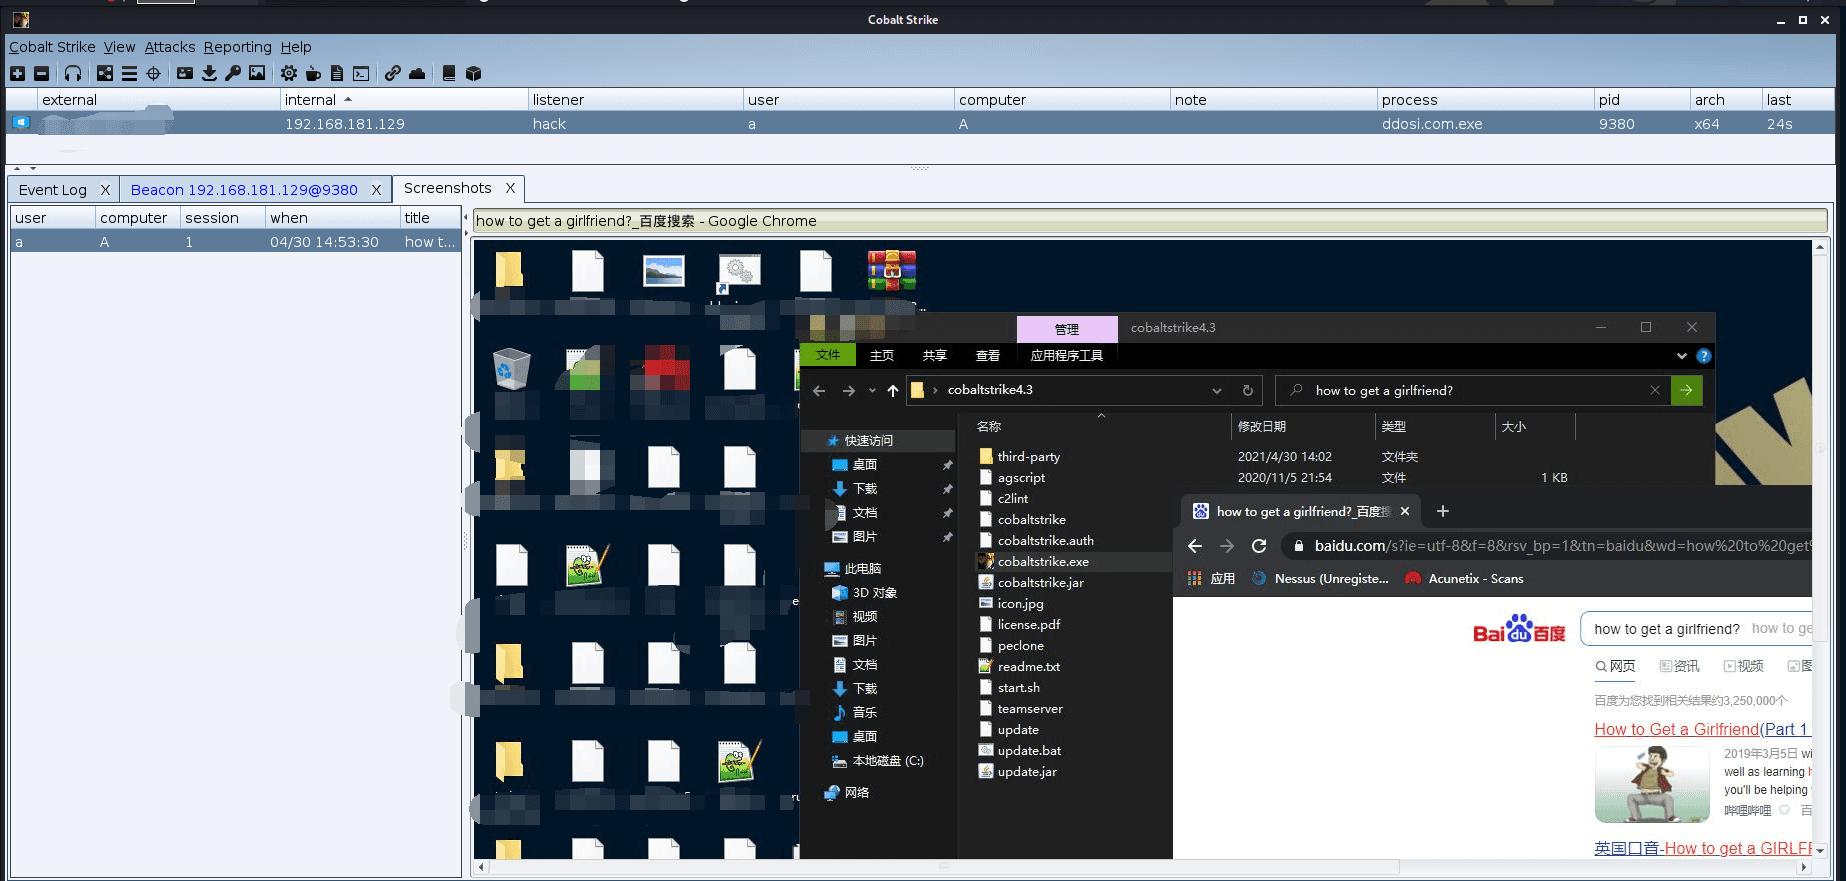 Cobalt Strike
Cobalt Strike View Attacks Reporting Help
external internal listener user computer note process pid arch last
192.168.181.129 hack a A ddosi.com.exe 9380 x64 24s
Event Log X Beacon 192.168.181.129@9380 X Screenshots X
user computer session when title
a A 1 04/30 14:53:30 how t...
how to get a girlfriend?_百度搜索 - Google Chrome
管理 cobaltstrike4.3
文件 主页 共享 查看 应用程序工具
cobaltstrike4.3 how to get a girlfriend?
名称 修改日期 类型 大小
快速访问
桌面
下载
文档
图片
此电脑
3D 对象
视频
图片
文档
下载
音乐
桌面
本地磁盘 (C:)
网络
third-party 2021/4/30 14:02 文件夹
agscript 2020/11/5 21:54 文件 1 KB
c2lint
cobaltstrike
cobaltstrike.auth
cobaltstrike.exe
cobaltstrike.jar
icon.jpg
license.pdf
peclone
readme.txt
start.sh
teamserver
update
update.bat
update.jar
how to get a girlfriend?_百度搜
baidu.com/s?ie=utf-8&f=8&rsv_bp=1&tn=baidu&wd=how%20to%20get%
应用 Nessus (Unregiste... Acunetix - Scans
Bai du 百度 how to get a girlfriend? how to ge
网页 资讯 视频 图
百度为您找到相关结果约3,250,000个
How to Get a Girlfriend(Part 1
2019年3月5日 wi
well as learning h
you'll be helping
哔哩哔哩 百
英国口音-How to get a GIRLFR